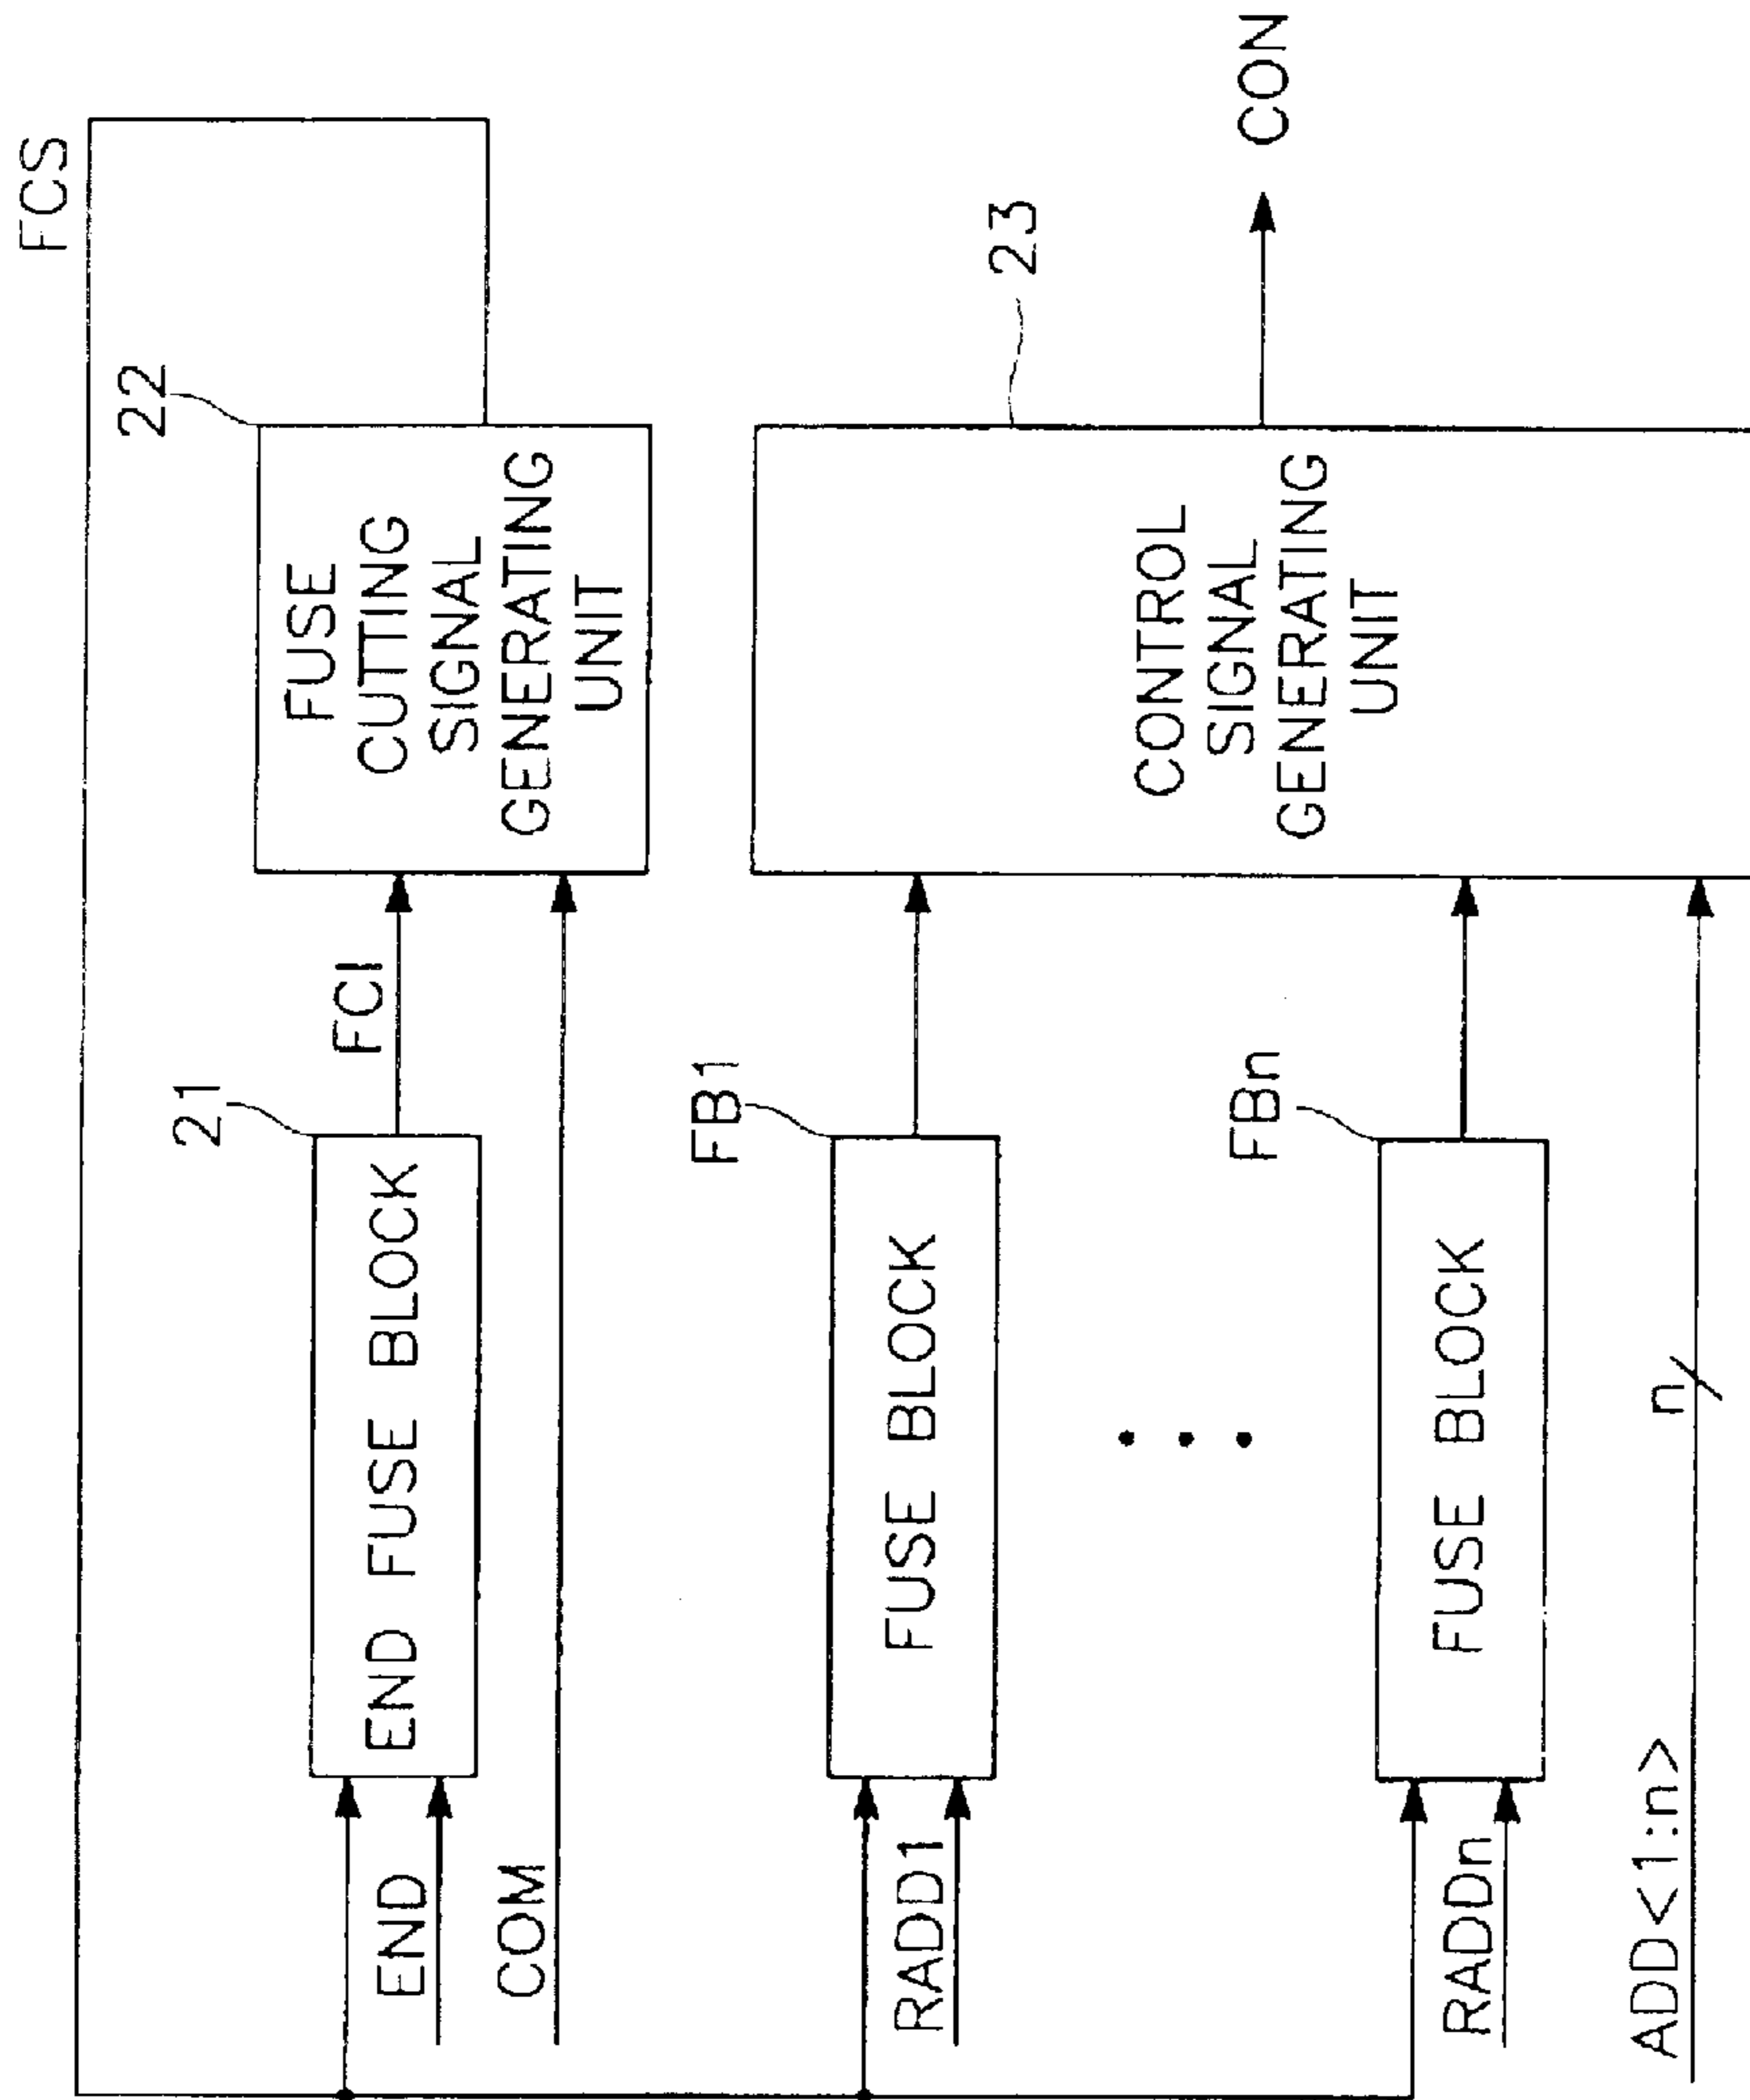 FCS
21
22
END
END FUSE BLOCK
FCI
FUSE
CUTTING
SIGNAL
GENERATING
UNIT
COM
FB1
23
RADD1
FUSE BLOCK
CONTROL
SIGNAL
GENERATING
UNIT
CON
FBn
RADDn
FUSE BLOCK
n
ADD<1:n>